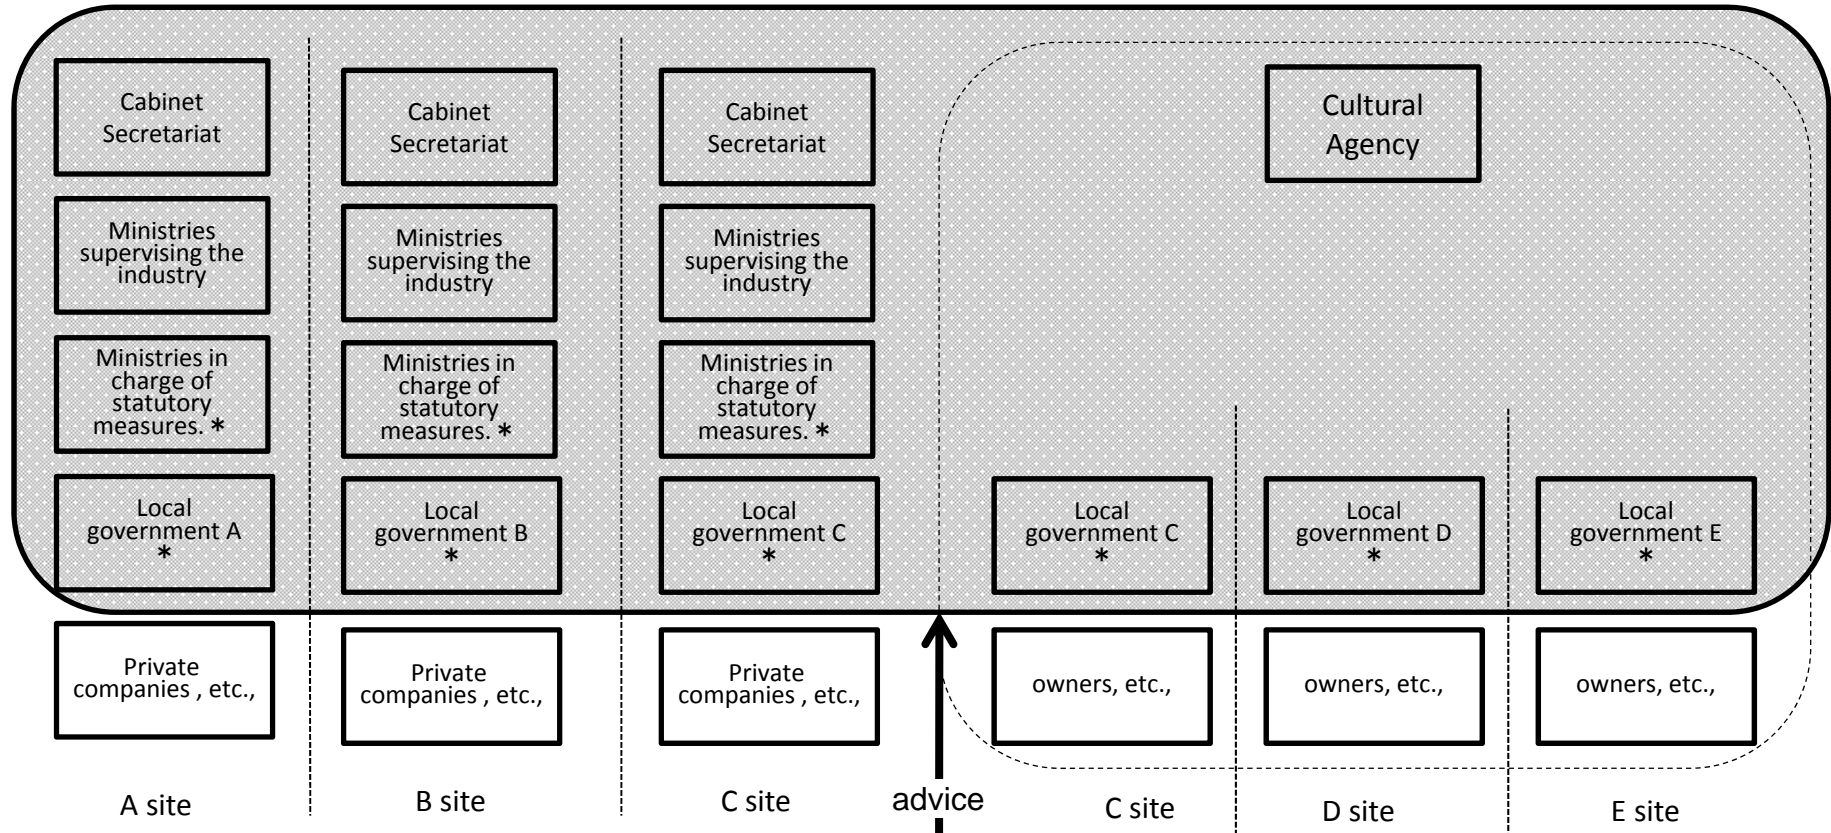 Cabinet
Secretariat
Ministries
supervising the
industry
Ministries in
charge of
statutory
measures. *
Local
government A
*
Private
companies , etc.,
A site
Cabinet
Secretariat
Ministries
supervising the
industry
Ministries in
charge of
statutory
measures. *
Local
government B
*
Private
companies , etc.,
B site
Cabinet
Secretariat
Ministries
supervising the
industry
Ministries in
charge of
statutory
measures. *
Local
government C
*
Private
companies , etc.,
C site
advice
Cultural
Agency
Local
government C
*
owners, etc.,
C site
Local
government D
*
owners, etc.,
D site
Local
government E
*
owners, etc.,
E site